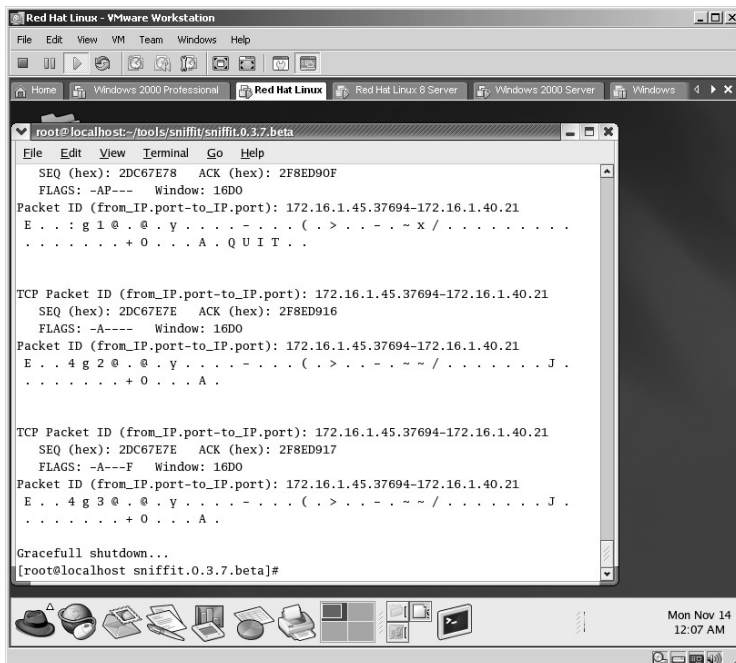 Red Hat Linux - VMware Workstation
File Edit View VM Team Windows Help
Home Windows 2000 Professional Red Hat Linux Red Hat Linux 8 Server Windows 2000 Server Windows
root@localhost:~/tools/sniffit/sniffit.0.3.7.beta
File Edit View Terminal Go Help
SEQ (hex): 2DC67E78 ACK (hex): 2F8ED90F
FLAGS: -AP--- Window: 16D0
Packet ID (from_IP.port-to_IP.port): 172.16.1.45.37694-172.16.1.40.21
E . . : g 1 @ . @ . y . . . . - . . . ( . > . . - . ~ x / . . . . . . . . .
. . . . . . . + O . . . A . Q U I T . .
TCP Packet ID (from_IP.port-to_IP.port): 172.16.1.45.37694-172.16.1.40.21
SEQ (hex): 2DC67E7E ACK (hex): 2F8ED916
FLAGS: -A---- Window: 16D0
Packet ID (from_IP.port-to_IP.port): 172.16.1.45.37694-172.16.1.40.21
E . . 4 g 2 @ . @ . y . . . . - . . . ( . > . . - . ~ ~ / . . . . . . . J .
. . . . . . . + O . . . A .
TCP Packet ID (from_IP.port-to_IP.port): 172.16.1.45.37694-172.16.1.40.21
SEQ (hex): 2DC67E7E ACK (hex): 2F8ED917
FLAGS: -A---F Window: 16D0
Packet ID (from_IP.port-to_IP.port): 172.16.1.45.37694-172.16.1.40.21
E . . 4 g 3 @ . @ . y . . . . - . . . ( . > . . - . ~ ~ / . . . . . . . J .
. . . . . . . + O . . . A .
Gracefull shutdown...
[root@localhost sniffit.0.3.7.beta]#
Mon Nov 14
12:07 AM